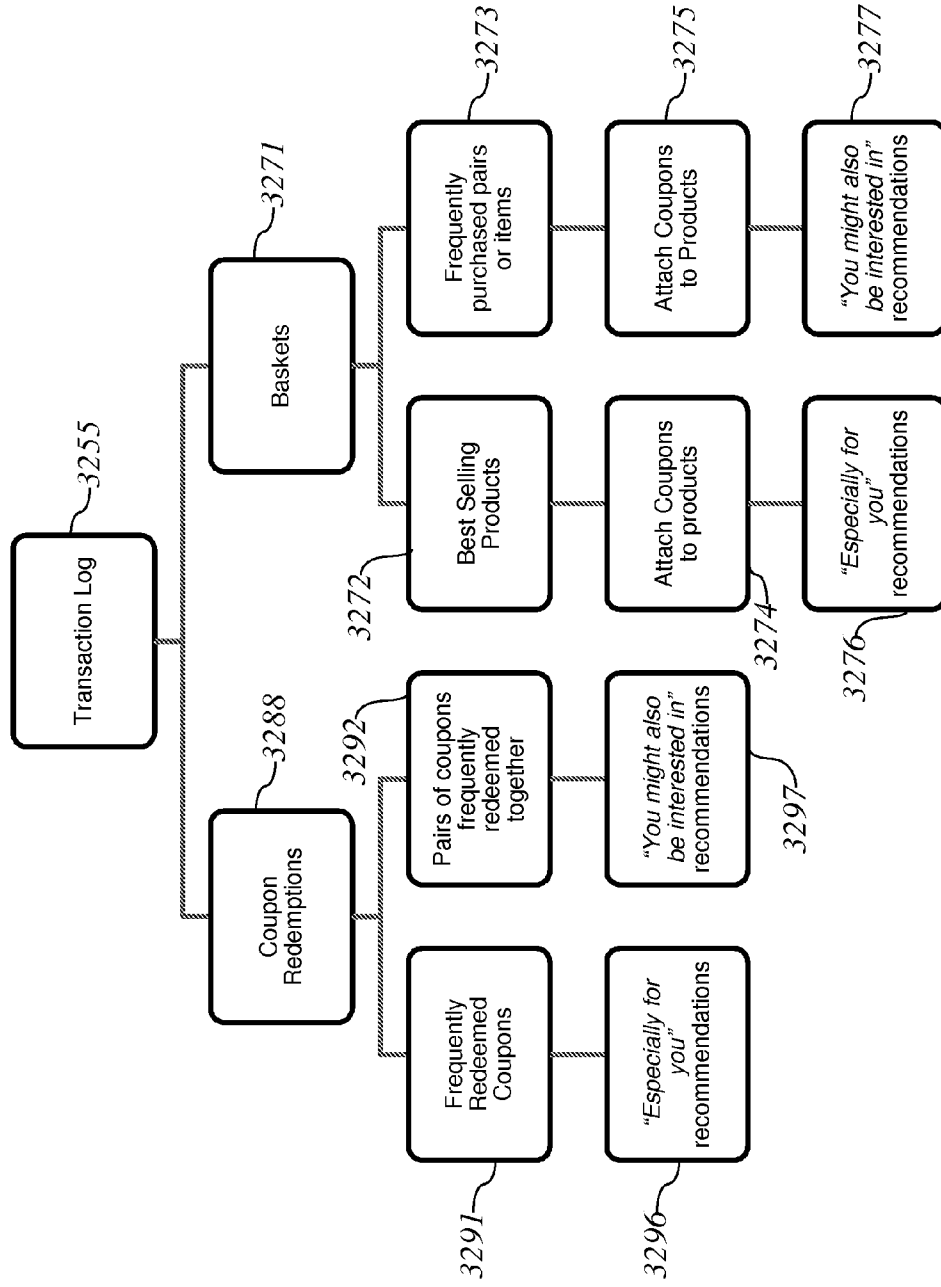 Transaction Log
3255
Coupon
Redemptions
3288
Baskets
3271
Frequently
Redeemed
Coupons
3291
Pairs of coupons
frequently
redeemed
together
3292
Best Selling
Products
3272
Frequently
purchased pairs
or items
3273
"Especially for
you"
recommendations
3296
"You might also
be interested in"
recommendations
3297
Attach Coupons
to products
3274
Attach Coupons
to Products
3275
"Especially for
you"
recommendations
3276
"You might also
be interested in"
recommendations
3277